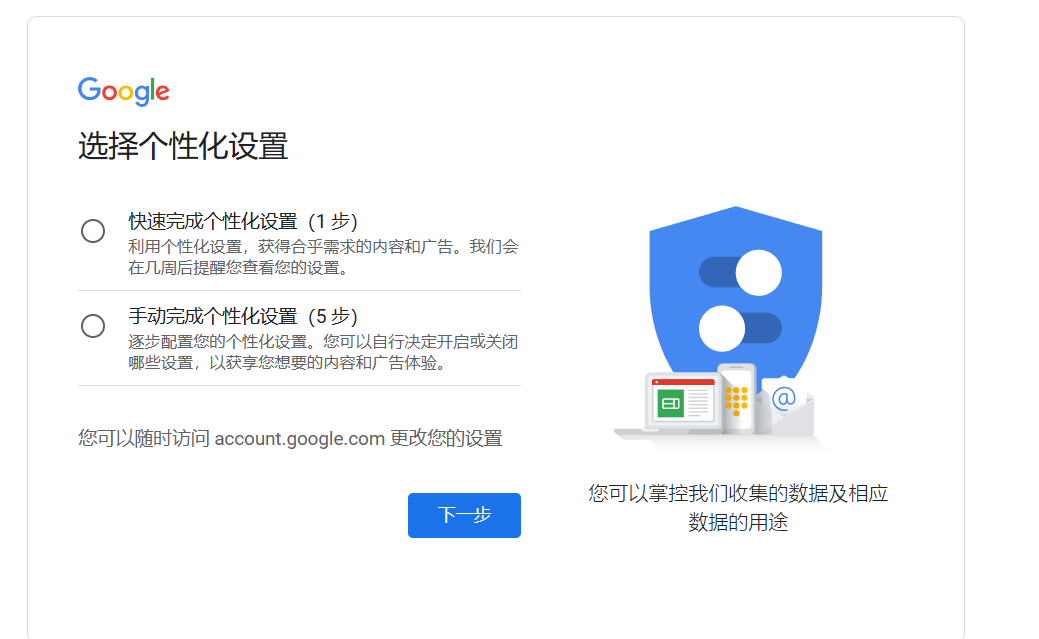 Google
选择个性化设置
快速完成个性化设置（1 步）
利用个性化设置，获得合乎需求的内容和广告。我们会
在几周后提醒您查看您的设置。
手动完成个性化设置（5 步）
逐步配置您的个性化设置。您可以自行决定开启或关闭
哪些设置，以获享您想要的内容和广告体验。
您可以随时访问 account.google.com 更改您的设置
下一步
@
您可以掌控我们收集的数据及相应
数据的用途